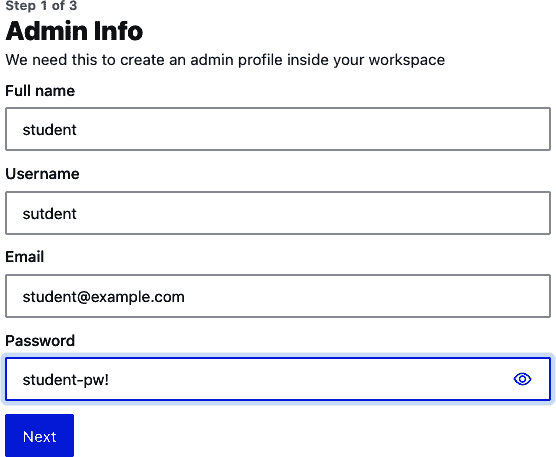 Step 1 of 3
Admin Info
We need this to create an admin profile inside your workspace
Full name
student
Username
sutdent
Email
student@example.com
Password
student-pw!
Next